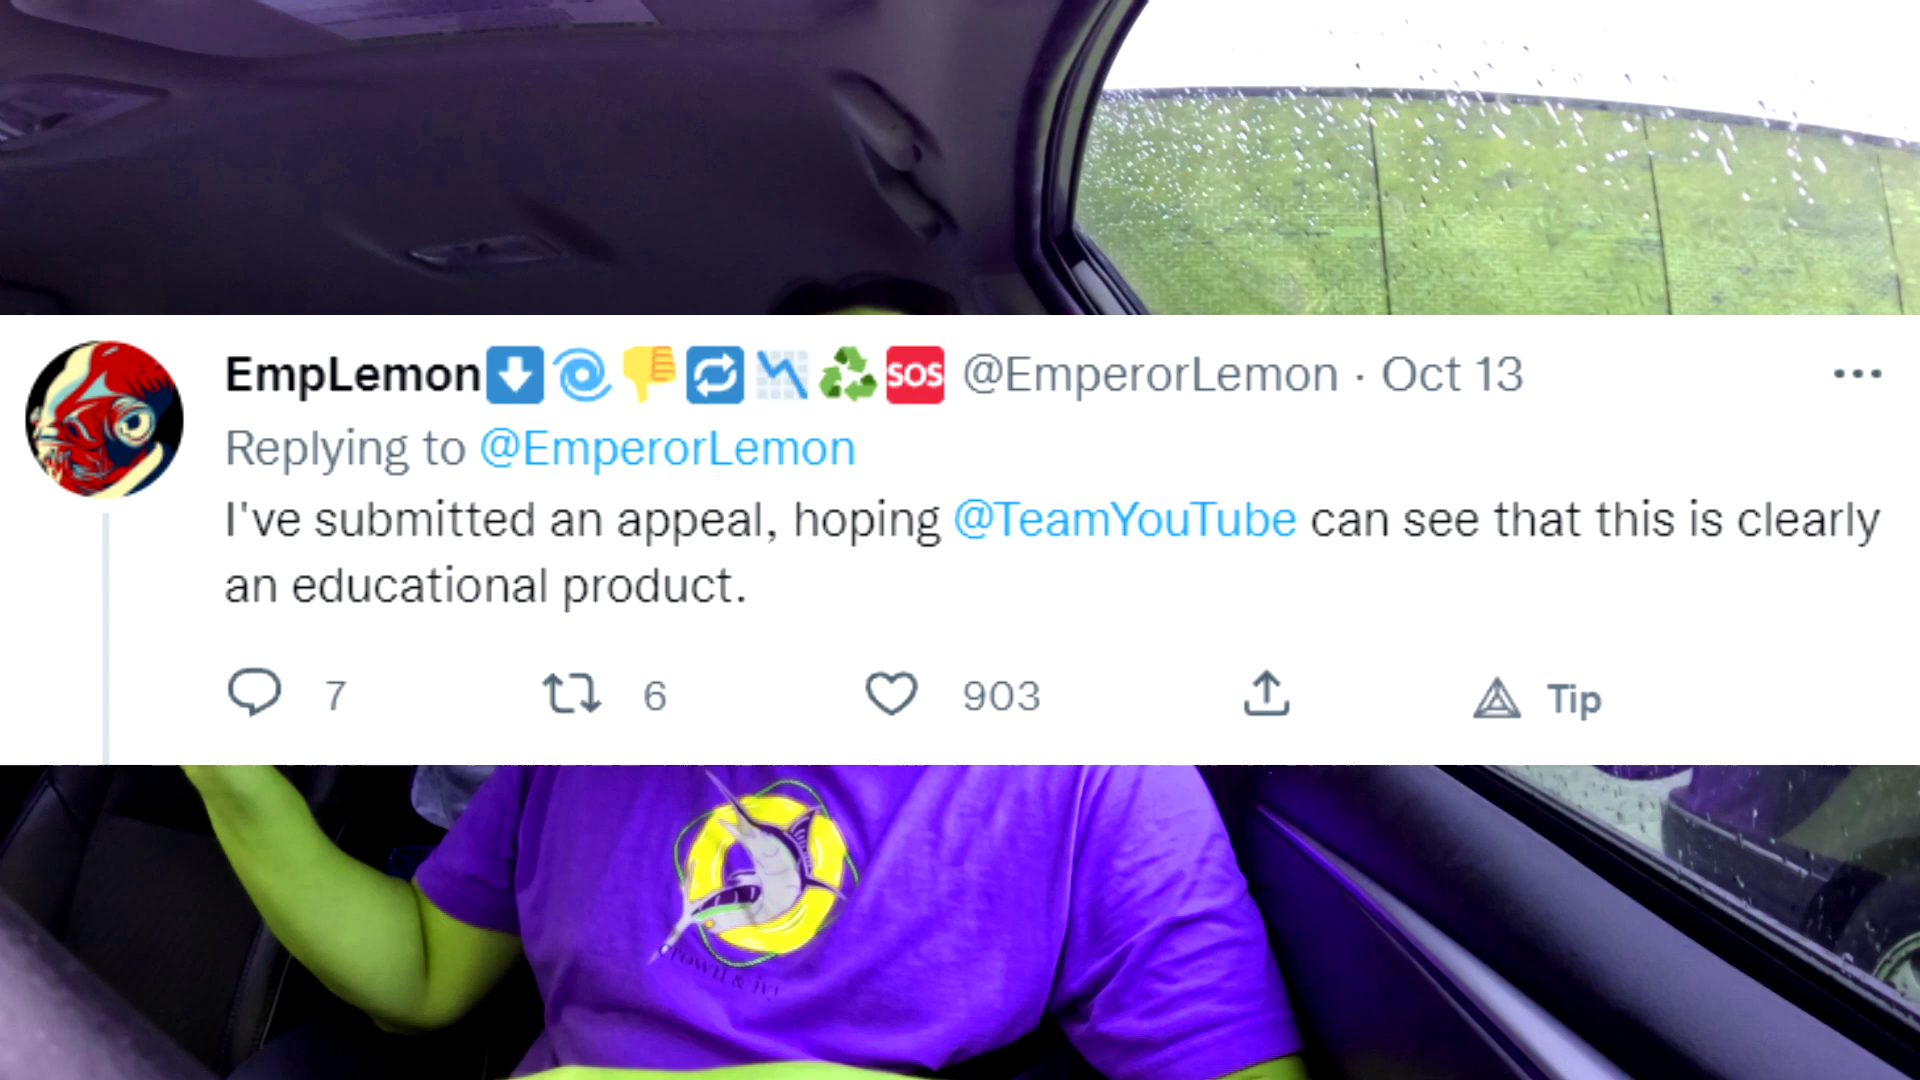 EmpLemon⬇️🌀👎🔁📉♻️🆘 @EmperorLemon · Oct 13
Replying to @EmperorLemon
I've submitted an appeal, hoping @TeamYouTube can see that this is clearly
an educational product.
7 6 903 Tip